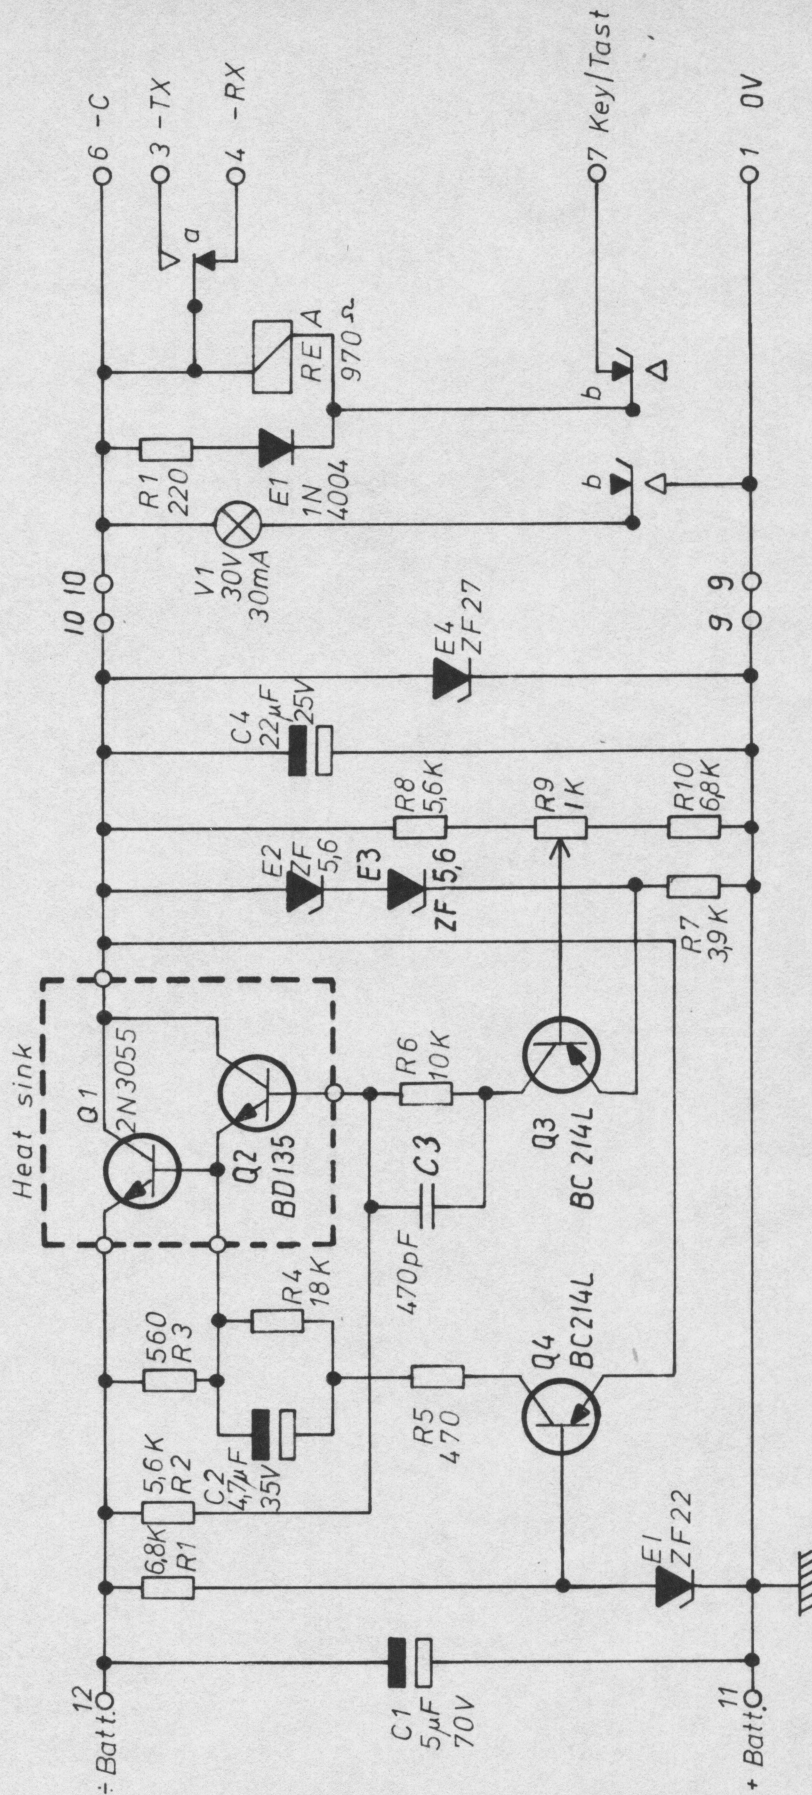 Heat sink
Q1
2N3055
Q2
BD135
560
R3
5,6K
R2
6,8K
R1
R4
18K
C2
4,7µF
35V
÷ Batt.
12
C1
5µF
70V
+ Batt.
11
E1
ZF22
R5
470
Q4
BC214L
470pF
C3
R6
10K
Q3
BC214L
E2
ZF
5,6
E3
ZF 5,6
R7
3,9K
R8
5,6K
R9
1K
R10
6,8K
C4
22µF
25V
E4
ZF27
10
10
9
9
V1
30V
30mA
R1
220
E1
1N
4004
RE A
970 Ω
a
b
b
6 -C
3 -TX
4 -RX
7 Key/Tast
1 0V